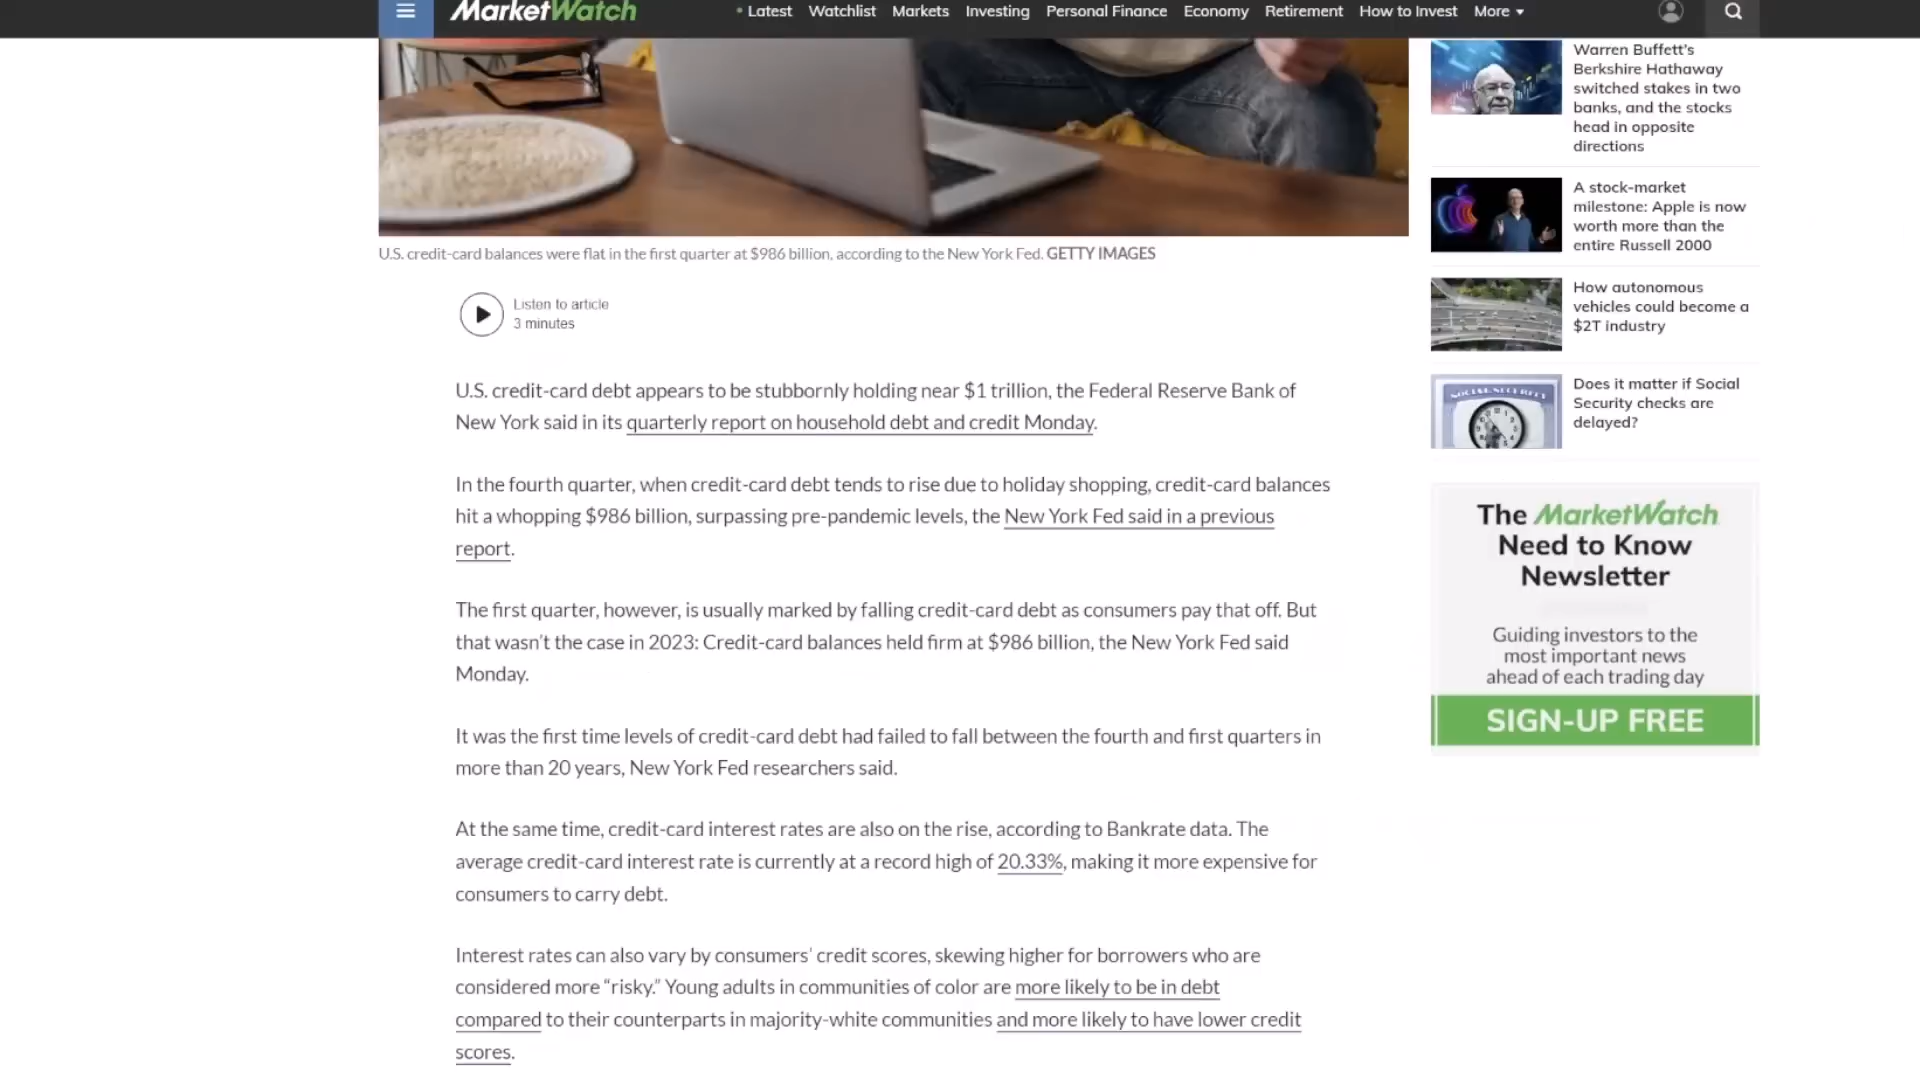 MarketWatch
• Latest Watchlist Markets Investing Personal Finance Economy Retirement How to Invest More
U.S. credit-card balances were flat in the first quarter at $986 billion, according to the New York Fed. GETTY IMAGES
Listen to article
3 minutes
U.S. credit-card debt appears to be stubbornly holding near $1 trillion, the Federal Reserve Bank of
New York said in its quarterly report on household debt and credit Monday.
In the fourth quarter, when credit-card debt tends to rise due to holiday shopping, credit-card balances
hit a whopping $986 billion, surpassing pre-pandemic levels, the New York Fed said in a previous
report.
The first quarter, however, is usually marked by falling credit-card debt as consumers pay that off. But
that wasn't the case in 2023: Credit-card balances held firm at $986 billion, the New York Fed said
Monday.
It was the first time levels of credit-card debt had failed to fall between the fourth and first quarters in
more than 20 years, New York Fed researchers said.
At the same time, credit-card interest rates are also on the rise, according to Bankrate data. The
average credit-card interest rate is currently at a record high of 20.33%, making it more expensive for
consumers to carry debt.
Interest rates can also vary by consumers' credit scores, skewing higher for borrowers who are
considered more “risky.” Young adults in communities of color are more likely to be in debt
compared to their counterparts in majority-white communities and more likely to have lower credit
scores.
Warren Buffett's
Berkshire Hathaway
switched stakes in two
banks, and the stocks
head in opposite
directions
A stock-market
milestone: Apple is now
worth more than the
entire Russell 2000
How autonomous
vehicles could become a
$2T industry
SOCIAL SECURITY
Does it matter if Social
Security checks are
delayed?
The MarketWatch
Need to Know
Newsletter
Guiding investors to the
most important news
ahead of each trading day
SIGN-UP FREE